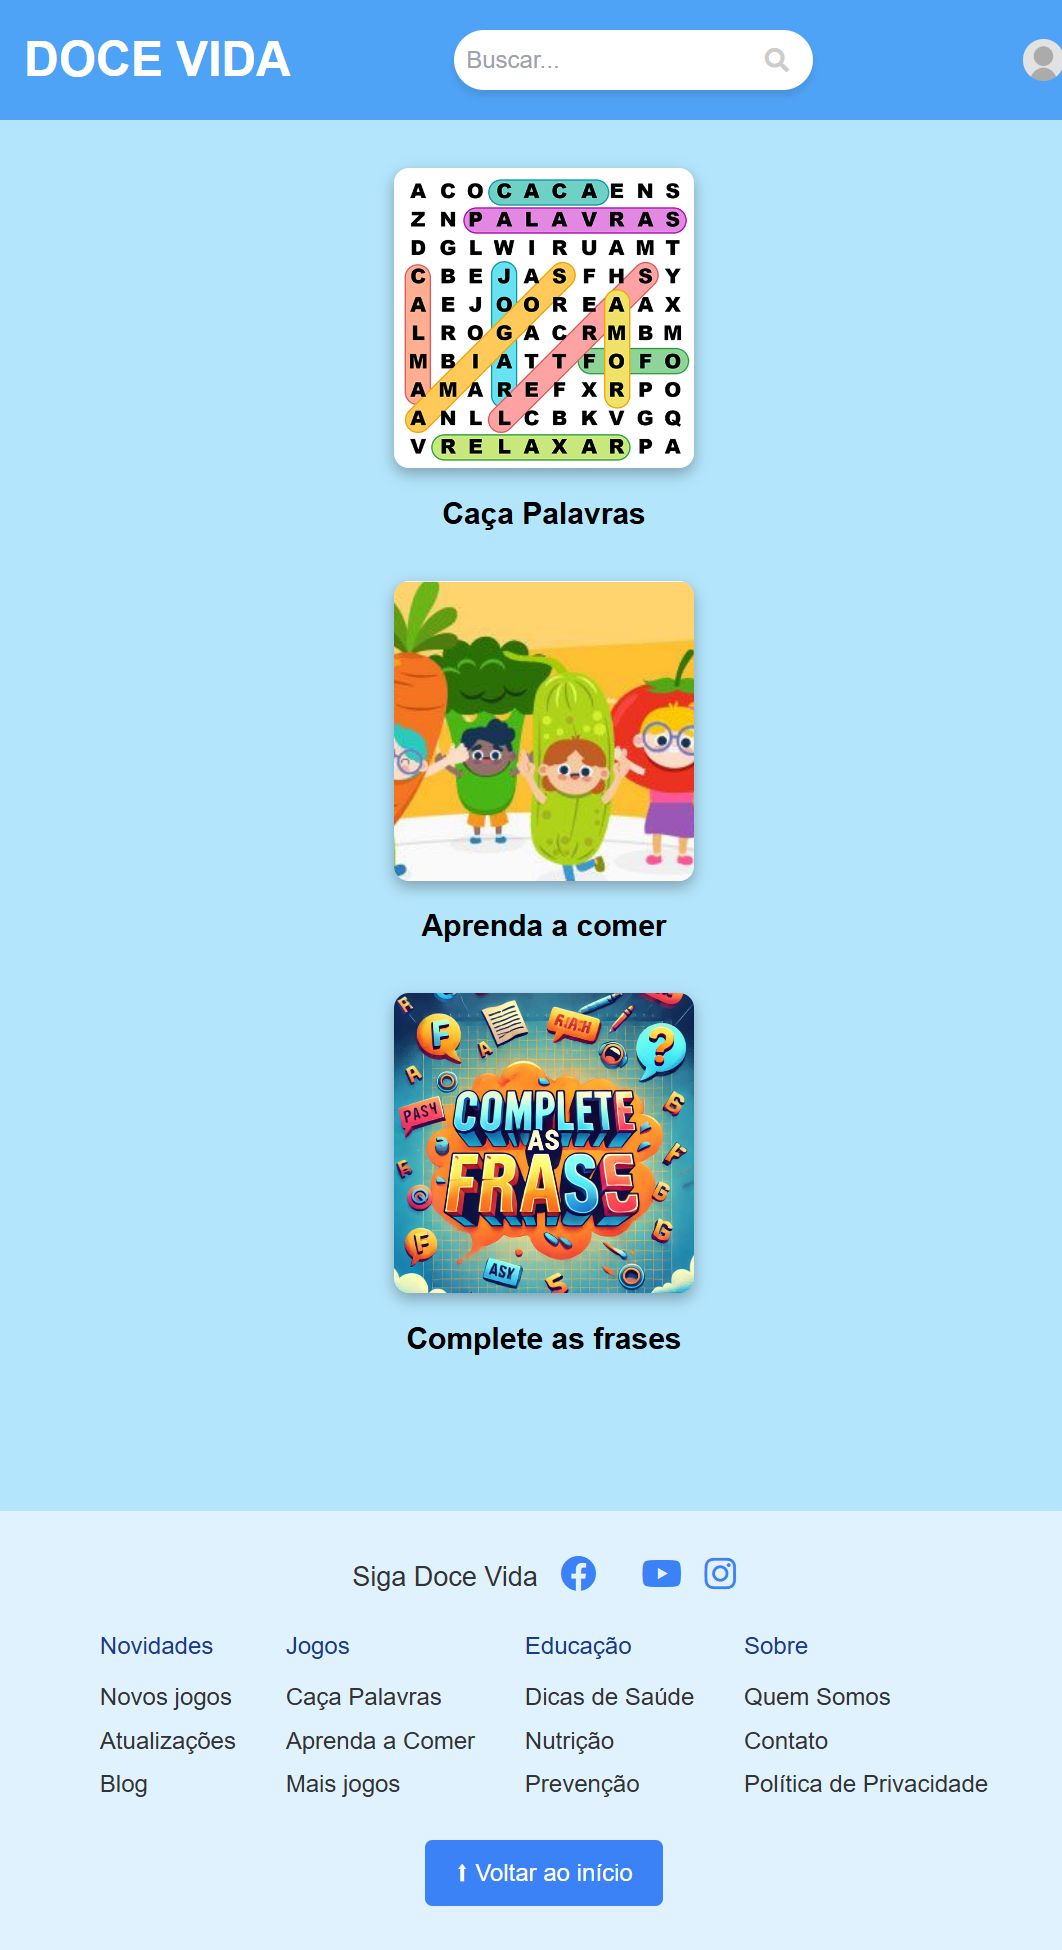 DOCE VIDA
Buscar...
A C O C A C A E N S
Z N P A L A V R A S
D G L W I R U A M T
C B E J A S F H S Y
A E J O O R E A A X
L R O G A C R M B M
M B I A T T F O F O
A M A R E F X R P O
A N L L C B K V G Q
V R E L A X A R P A
Caça Palavras
Aprenda a comer
F
?
PASY
COMPLETE
AS
FRASE
F
ASY
Complete as frases
Siga Doce Vida
Novidades Jogos Educação Sobre
Novos jogos Caça Palavras Dicas de Saúde Quem Somos
Atualizações Aprenda a Comer Nutrição Contato
Blog Mais jogos Prevenção Política de Privacidade
⬆ Voltar ao início